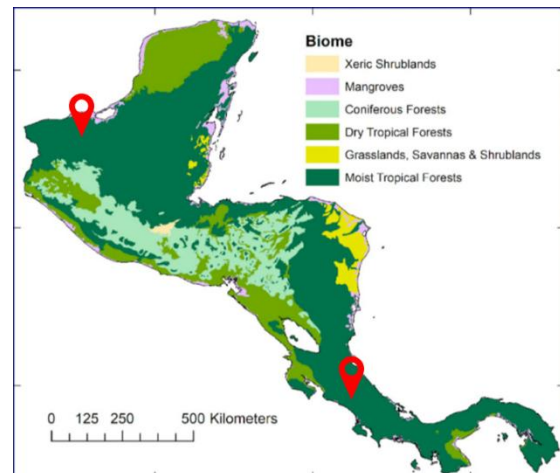 Biome
Xeric Shrublands
Mangroves
Coniferous Forests
Dry Tropical Forests
Grasslands, Savannas & Shrublands
Moist Tropical Forests
0 125 250 500 Kilometers